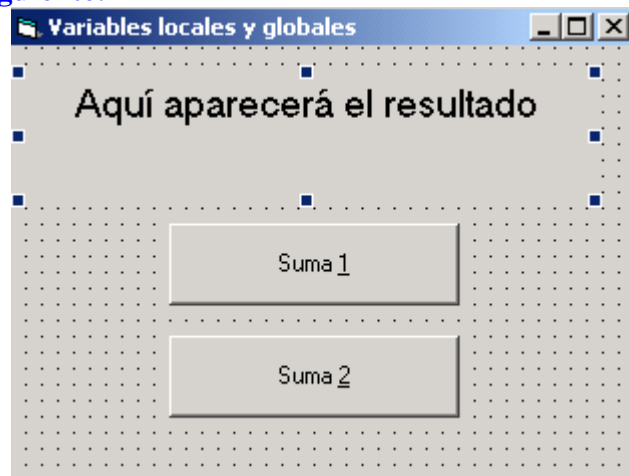 Variables locales y globales
Aquí aparecerá el resultado
Suma 1
Suma 2